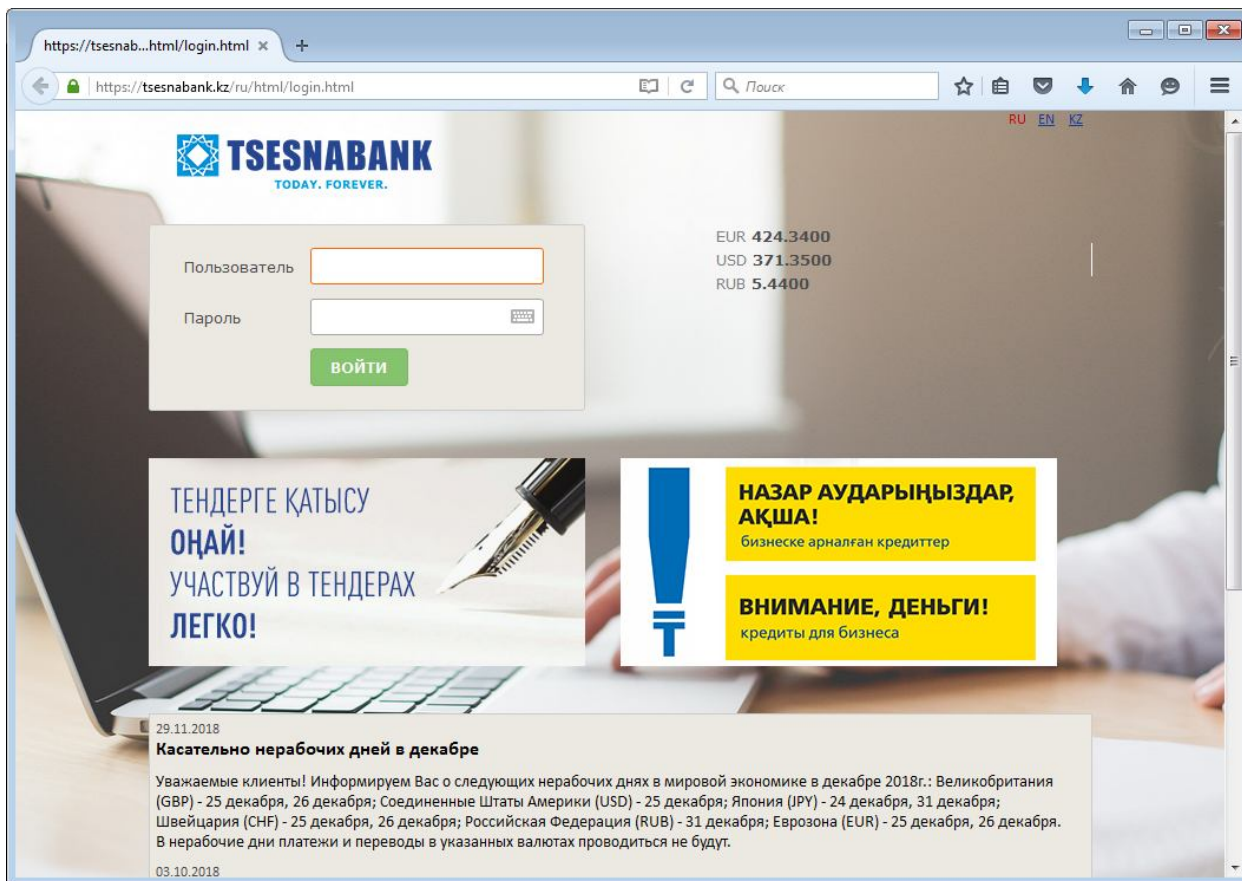 https://tsesnab...html/login.html
https://tsesnabank.kz/ru/html/login.html
Поиск
RU EN KZ
TSESNABANK
TODAY. FOREVER.
Пользователь
Пароль
ВОЙТИ
EUR 424.3400
USD 371.3500
RUB 5.4400
ТЕНДЕРГЕ ҚАТЫСУ
ОҢАЙ!
УЧАСТВУЙ В ТЕНДЕРАХ
ЛЕГКО!
НАЗАР АУДАРЫҢЫЗДАР,
АҚША!
бизнеске арналған кредиттер
ВНИМАНИЕ, ДЕНЬГИ!
кредиты для бизнеса
29.11.2018
Касательно нерабочих дней в декабре
Уважаемые клиенты! Информируем Вас о следующих нерабочих днях в мировой экономике в декабре 2018г.: Великобритания
(GBP) - 25 декабря, 26 декабря; Соединенные Штаты Америки (USD) - 25 декабря; Япония (JPY) - 24 декабря, 31 декабря;
Швейцария (CHF) - 25 декабря, 26 декабря; Российская Федерация (RUB) - 31 декабря; Еврозона (EUR) - 25 декабря, 26 декабря.
В нерабочие дни платежи и переводы в указанных валютах проводиться не будут.
03.10.2018